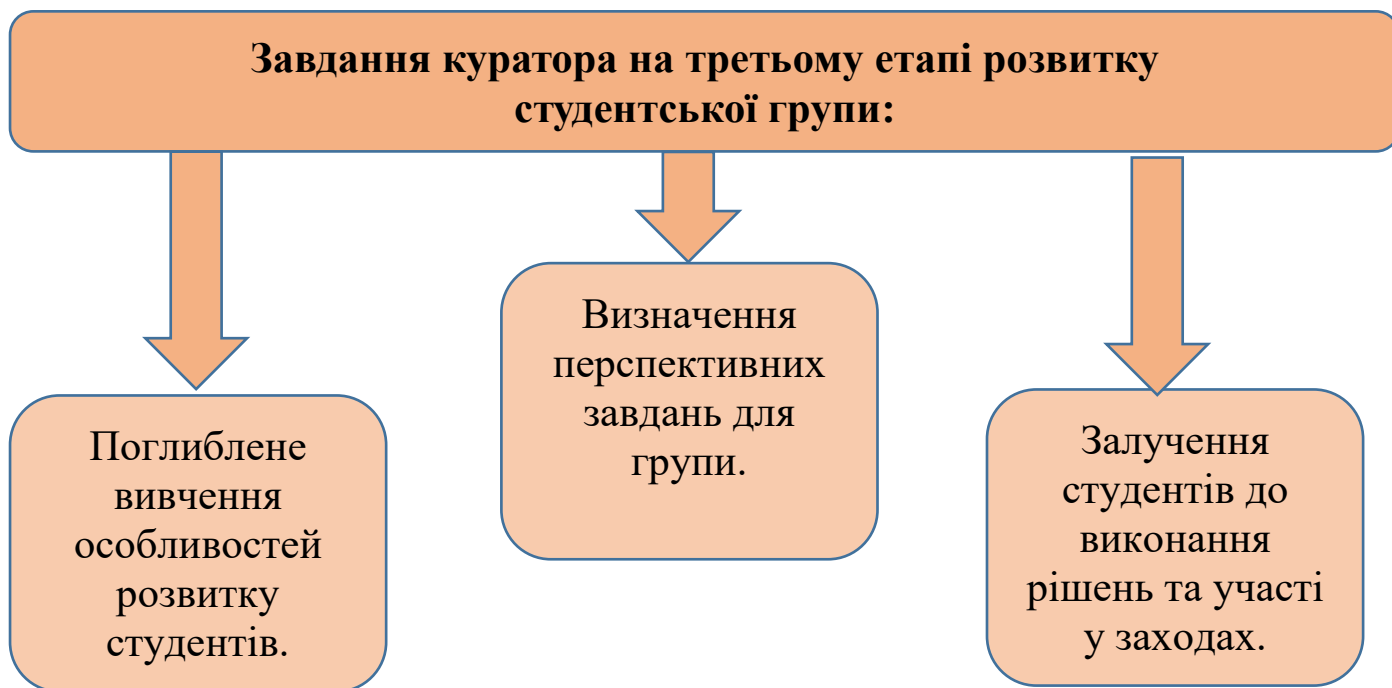 Завдання куратора на третьому етапі розвитку
студентської групи:
Поглиблене
вивчення
особливостей
розвитку
студентів.
Визначення
перспективних
завдань для
групи.
Залучення
студентів до
виконання
рішень та участі
у заходах.